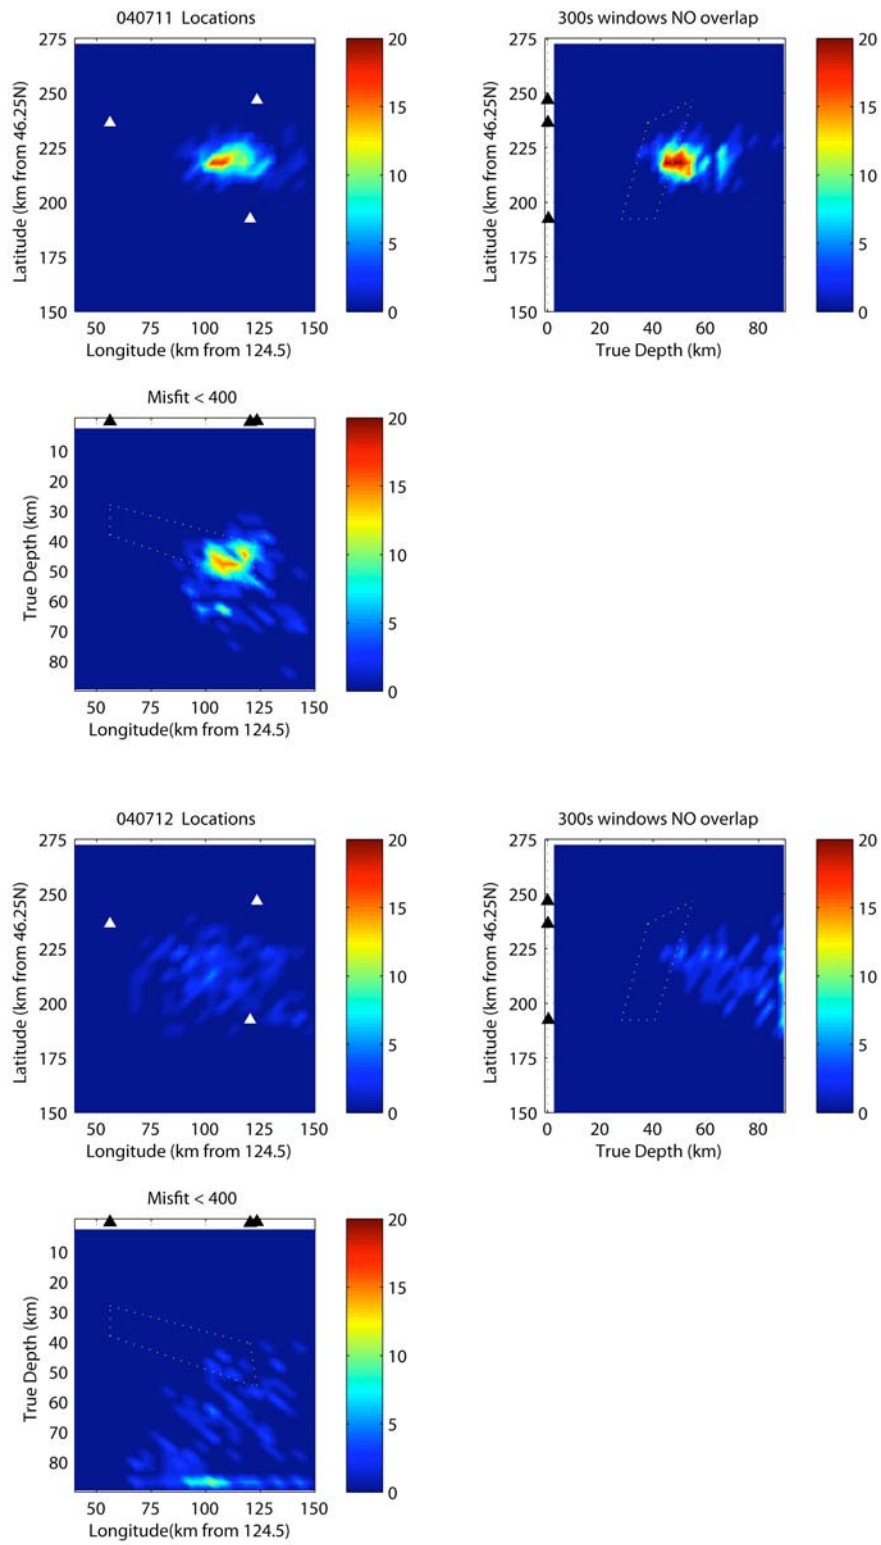 040711 Locations
300s windows NO overlap
275
250
225
200
175
150
Latitude (km from 46.25N)
50 75 100 125 150
Longitude (km from 124.5)
20
15
10
5
0
275
250
225
200
175
150
Latitude (km from 46.25N)
0 20 40 60 80
True Depth (km)
20
15
10
5
0
Misfit < 400
10
20
30
40
50
60
70
80
True Depth (km)
50 75 100 125 150
Longitude(km from 124.5)
20
15
10
5
0
040712 Locations
300s windows NO overlap
275
250
225
200
175
150
Latitude (km from 46.25N)
50 75 100 125 150
Longitude (km from 124.5)
20
15
10
5
0
275
250
225
200
175
150
Latitude (km from 46.25N)
0 20 40 60 80
True Depth (km)
20
15
10
5
0
Misfit < 400
10
20
30
40
50
60
70
80
True Depth (km)
50 75 100 125 150
Longitude(km from 124.5)
20
15
10
5
0